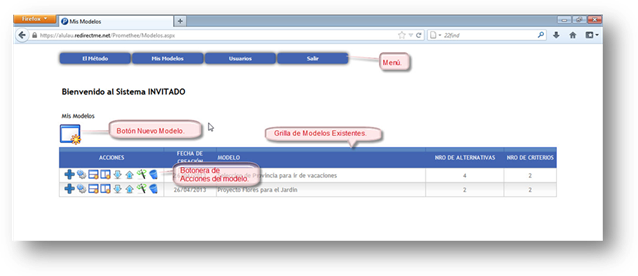 Firefox
Mis Modelos
https://alulau.redirectme.net/Promethee/Modelos.aspx
226nd
El Método Mis Modelos Usuarios Salir
Menú.
Bienvenido al Sistema INVITADO
Mis Modelos
Botón Nuevo Modelo.
Grilla de Modelos Existentes.
ACCIONES FECHA DE CREACIÓN MODELO NRO DE ALTERNATIVAS NRO DE CRITERIOS
Botonera de
Acciones del modelo.
Provincia para ir de vacaciones 4 2
26/04/2013 Proyecto Flores para el Jardín 2 2